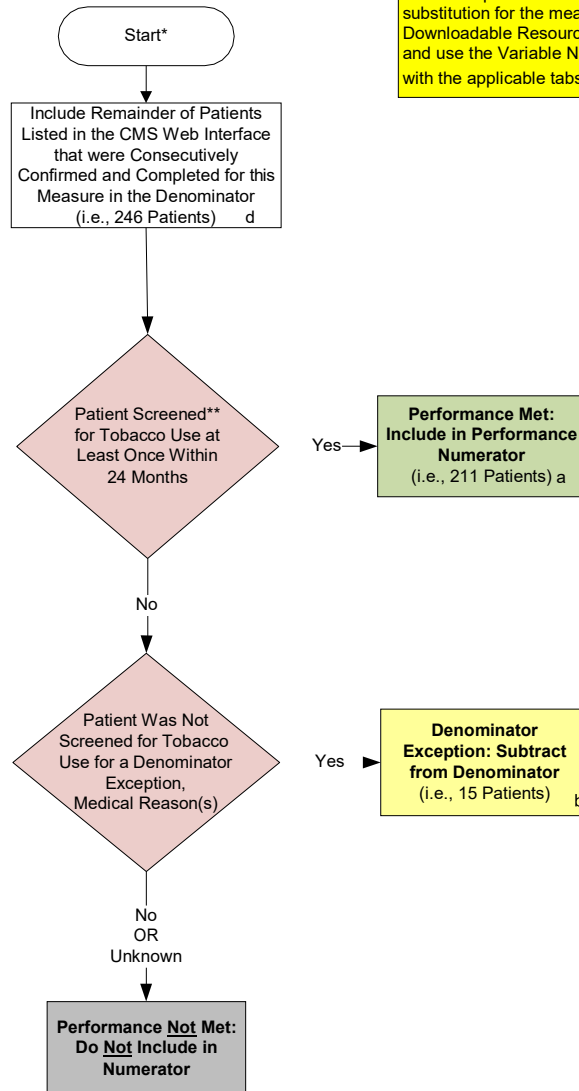 substitution for the mea
Downloadable Resourc
and use the Variable N
with the applicable tabs
Start*
Include Remainder of Patients
Listed in the CMS Web Interface
that were Consecutively
Confirmed and Completed for this
Measure in the Denominator
(i.e., 246 Patients) d
Patient Screened**
for Tobacco Use at
Least Once Within
24 Months
Yes
Performance Met:
Include in Performance
Numerator
(i.e., 211 Patients) a
No
Patient Was Not
Screened for Tobacco
Use for a Denominator
Exception,
Medical Reason(s)
Yes
Denominator
Exception: Subtract
from Denominator
(i.e., 15 Patients) b
No
OR
Unknown
Performance Not Met:
Do Not Include in
Numerator